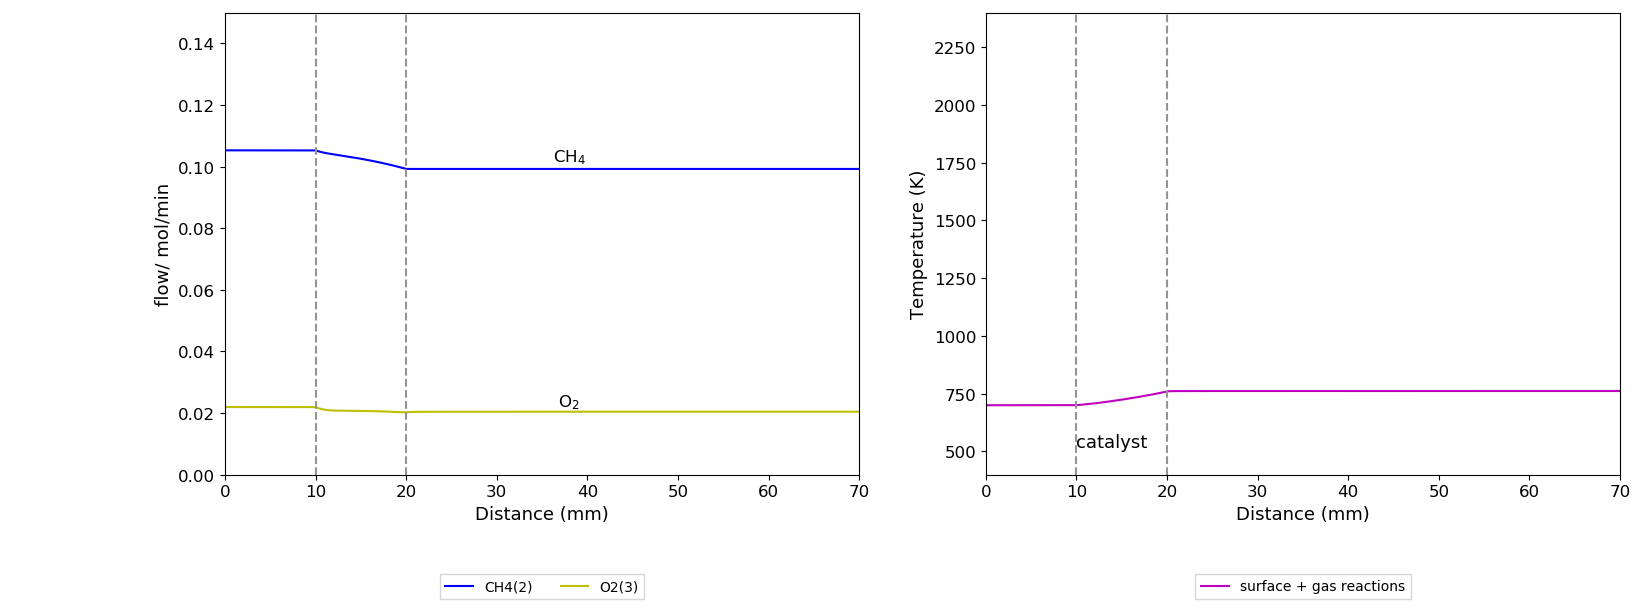 0.14
0.12
0.10
0.08
0.06
0.04
0.02
0.00
flow/ mol/min
CH₄
O₂
0 10 20 30 40 50 60 70
Distance (mm)
CH4(2) O2(3)
2250
2000
1750
1500
1250
1000
750
500
Temperature (K)
catalyst
0 10 20 30 40 50 60 70
Distance (mm)
surface + gas reactions